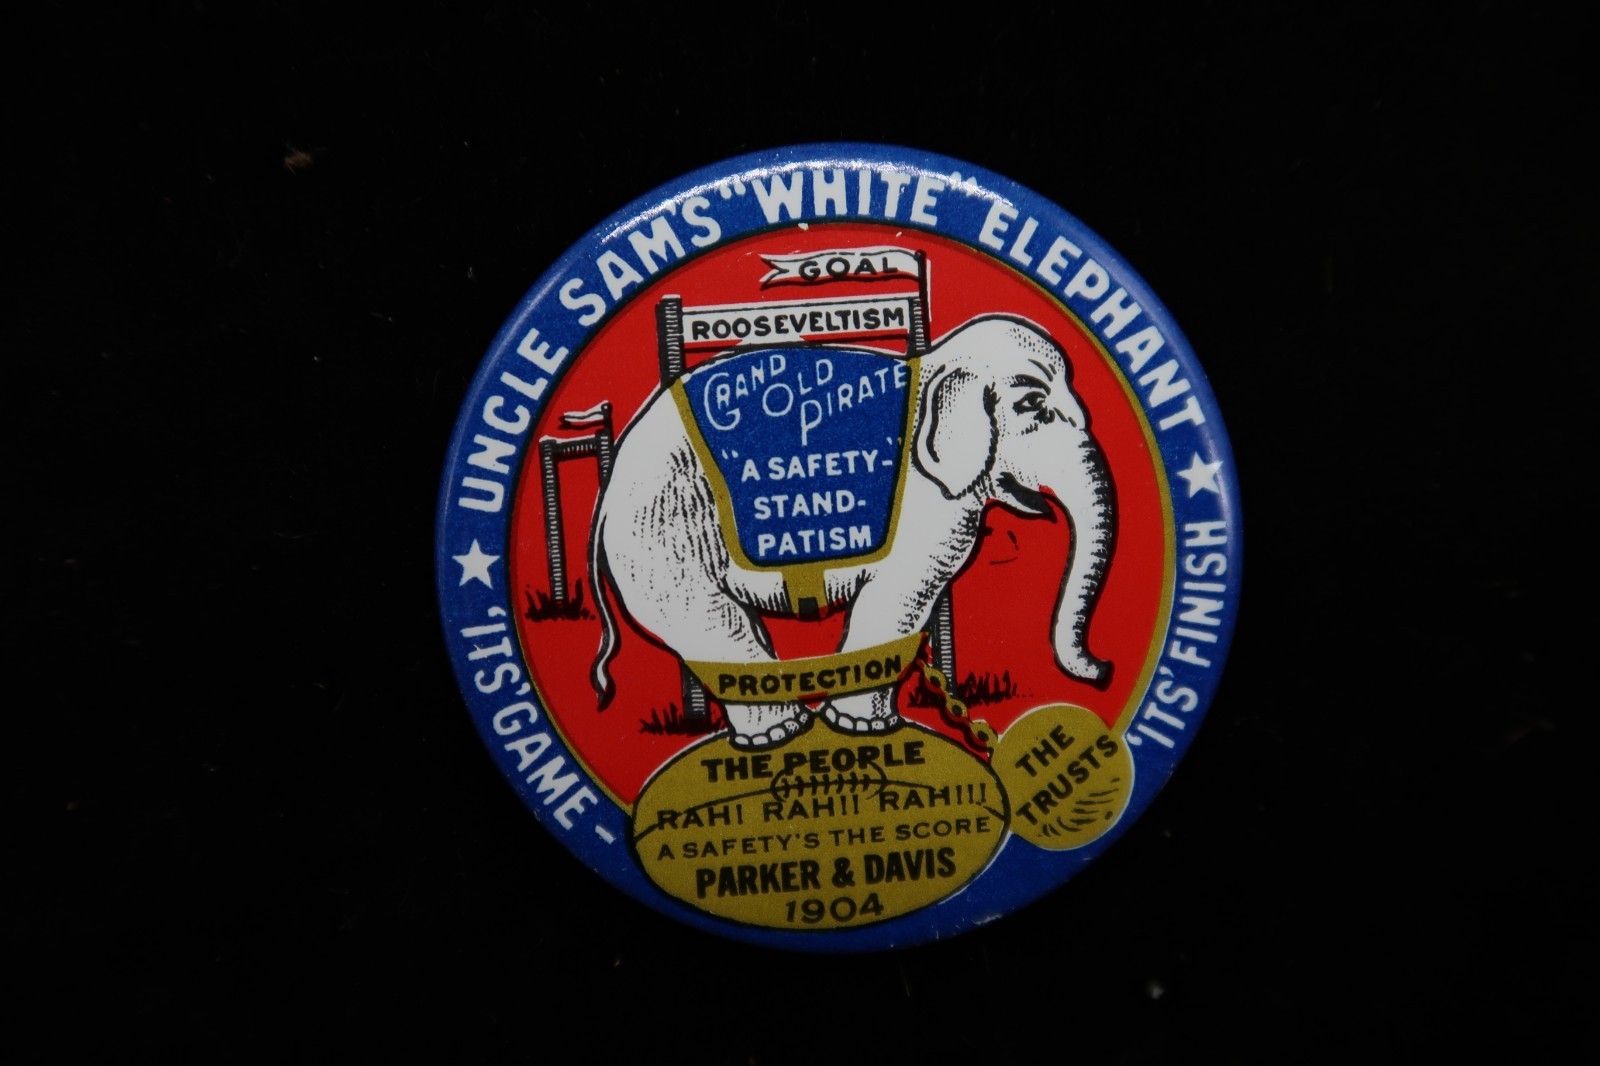 UNCLE SAM'S "WHITE" ELEPHANT
GOAL
ROOSEVELTISM
GRAND
OLD
PIRATE
"A SAFETY-"
STAND-
PATISM
PROTECTION
THE PEOPLE
RAH! RAH!! RAH!!!
A SAFETY'S THE SCORE
PARKER & DAVIS
1904
THE
TRUSTS
, ITS' GAME -
'ITS' FINISH